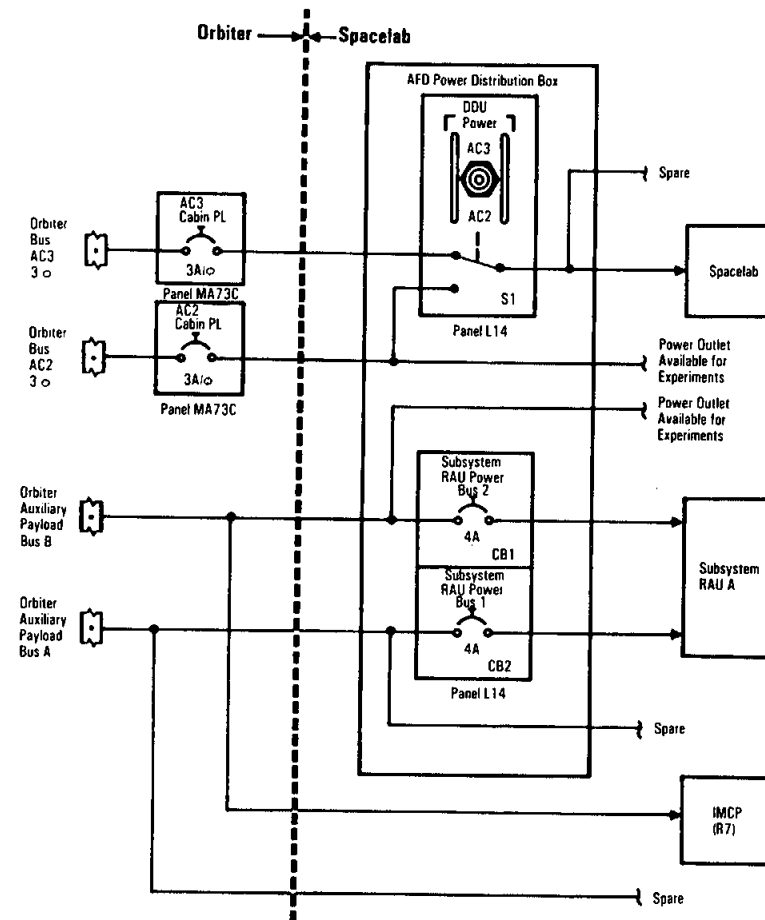 Orbiter
Spacelab
AFD Power Distribution Box
DDU
Power
AC3
AC2
S1
Panel L14
Spare
Spacelab
Orbiter
Bus
AC3
3 o
AC3
Cabin PL
3A/o
Panel MA73C
Orbiter
Bus
AC2
3 o
AC2
Cabin PL
3A/o
Panel MA73C
Power Outlet
Available for
Experiments
Power Outlet
Available for
Experiments
Orbiter
Auxiliary
Payload
Bus B
Subsystem
RAU Power
Bus 2
4A
CB1
Subsystem
RAU A
Orbiter
Auxiliary
Payload
Bus A
Subsystem
RAU Power
Bus 1
4A
CB2
Panel L14
Spare
IMCP
(R7)
Spare